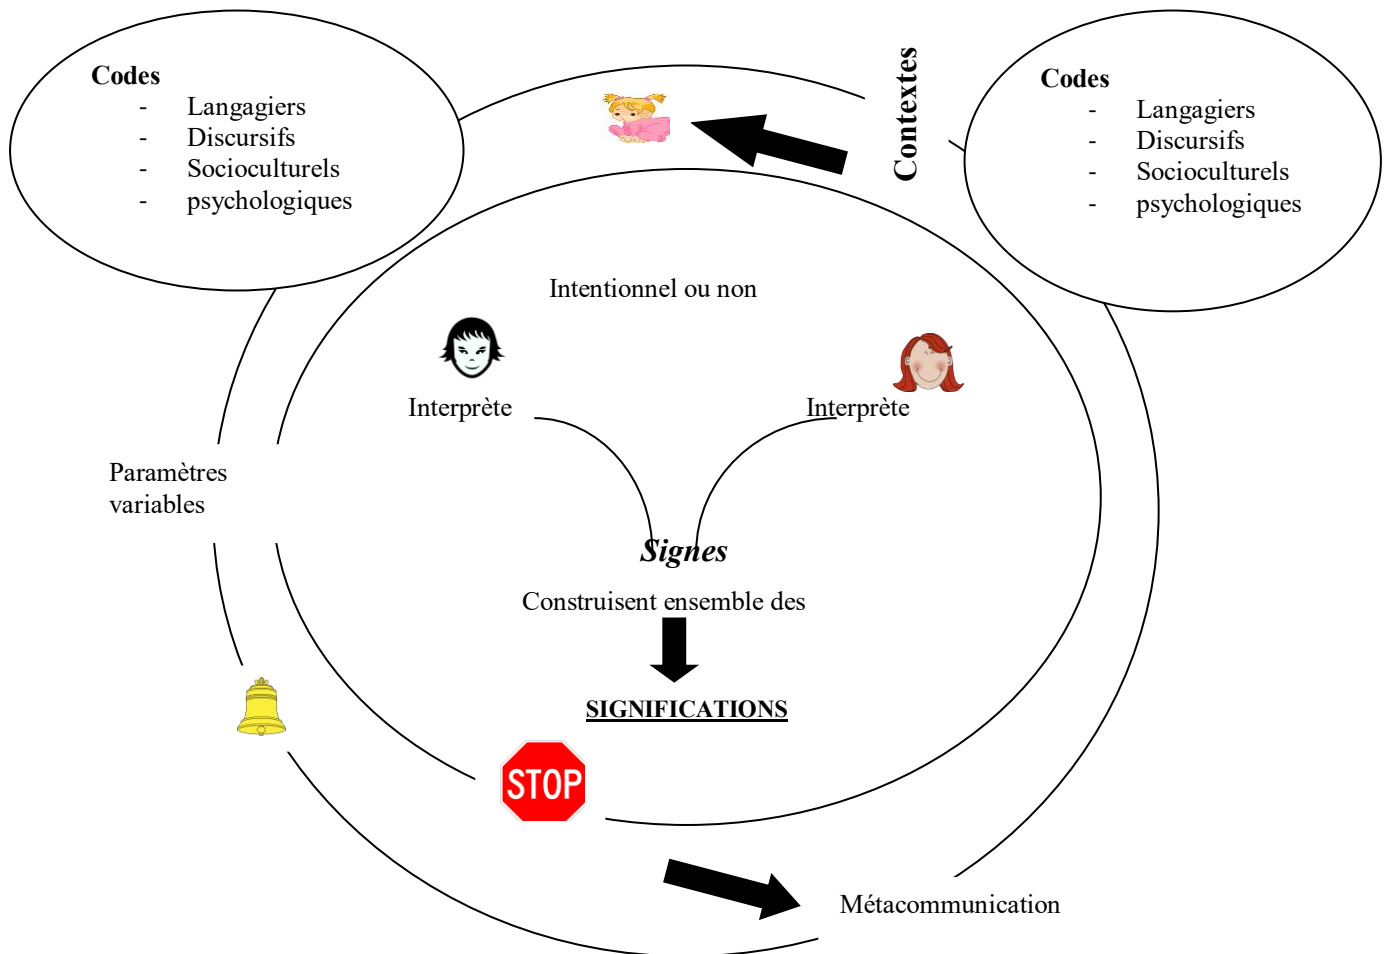 Codes
- Langagiers
- Discursifs
- Socioculturels
- psychologiques
Contextes
Codes
- Langagiers
- Discursifs
- Socioculturels
- psychologiques
Intentionnel ou non
Interprète
Interprète
Paramètres
variables
Signes
Construisent ensemble des
SIGNIFICATIONS
STOP
Métacommunication